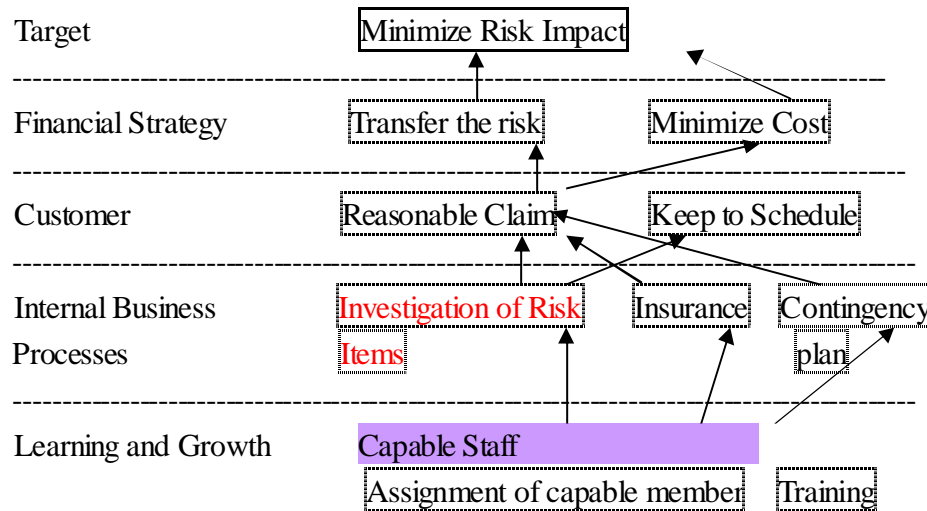 Target Minimize Risk Impact
Financial Strategy Transfer the risk Minimize Cost
Customer Reasonable Claim Keep to Schedule
Internal Business Investigation of Risk Insurance Contingency
Processes Items plan
Learning and Growth Capable Staff
Assignment of capable member Training